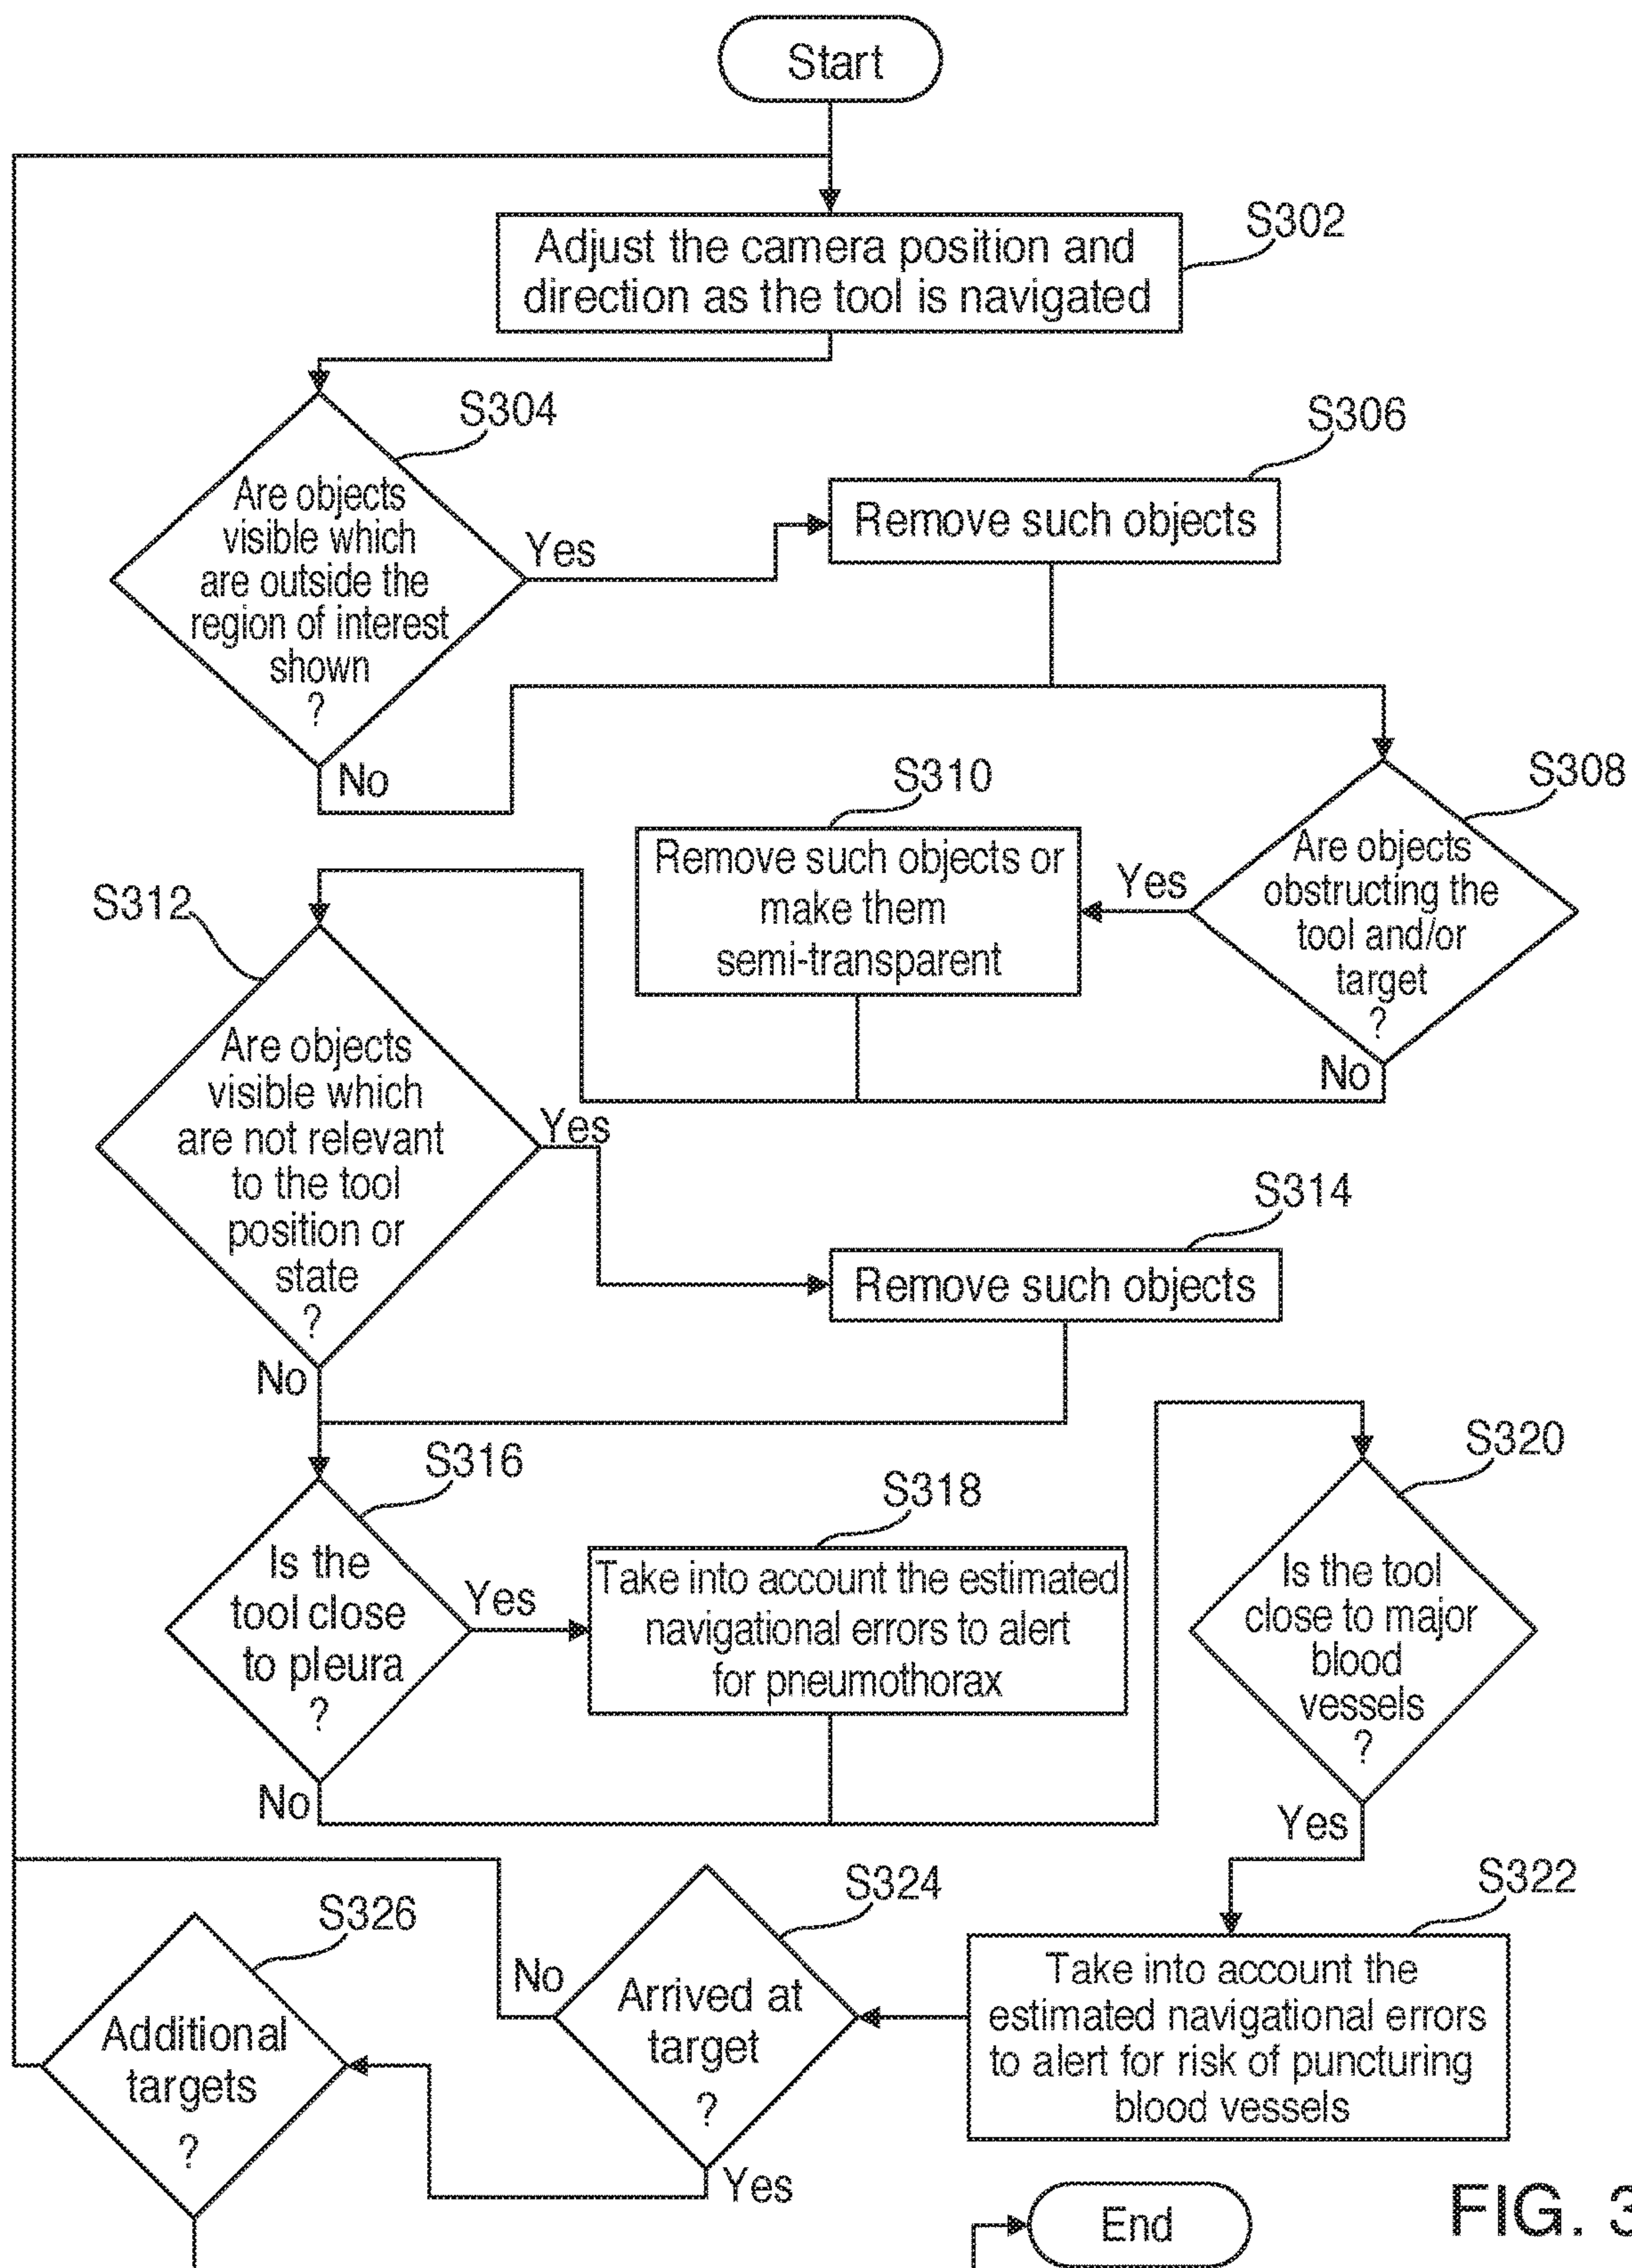 Start
S302
Adjust the camera position and
direction as the tool is navigated
S304
Are objects
visible which
are outside the
region of interest
shown
?
Yes
No
S306
Remove such objects
S308
Are objects
obstructing the
tool and/or
target
?
Yes
No
S310
Remove such objects or
make them
semi-transparent
S312
Are objects
visible which
are not relevant
to the tool
position or
state
?
Yes
No
S314
Remove such objects
S316
Is the
tool close
to pleura
?
Yes
No
S318
Take into account the estimated
navigational errors to alert
for pneumothorax
S320
Is the tool
close to major
blood
vessels
?
Yes
S322
Take into account the
estimated navigational errors
to alert for risk of puncturing
blood vessels
S324
Arrived at
target
?
No
Yes
S326
Additional
targets
?
End
FIG. 3